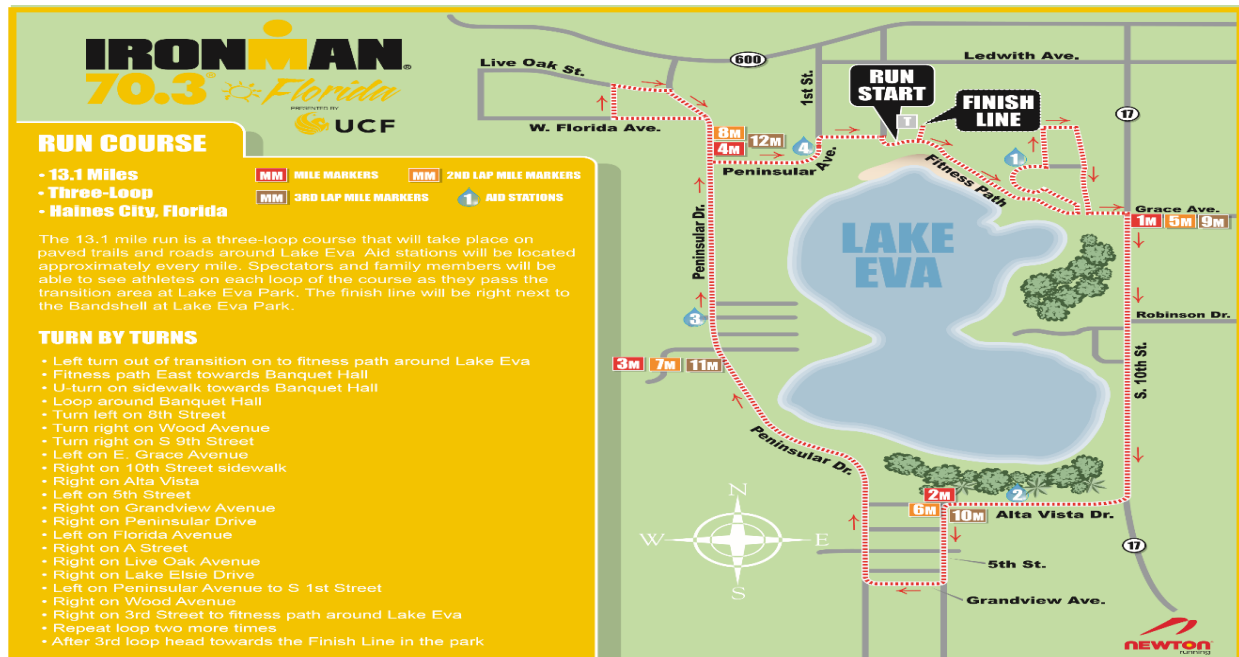 IRONMAN
70.3 Florida
PRESENTED BY
UCF
RUN COURSE
• 13.1 Miles
• Three-Loop
• Haines City, Florida
MM MILE MARKERS
MM 2ND LAP MILE MARKERS
MM 3RD LAP MILE MARKERS
1 AID STATIONS
The 13.1 mile run is a three-loop course that will take place on
paved trails and roads around Lake Eva Aid stations will be located
approximately every mile. Spectators and family members will be
able to see athletes on each loop of the course as they pass the
transition area at Lake Eva Park. The finish line will be right next to
the Bandshell at Lake Eva Park.
TURN BY TURNS
• Left turn out of transition on to fitness path around Lake Eva
• Fitness path East towards Banquet Hall
• U-turn on sidewalk towards Banquet Hall
• Loop around Banquet Hall
• Turn left on 8th Street
• Turn right on Wood Avenue
• Turn right on S 9th Street
• Left on E. Grace Avenue
• Right on 10th Street sidewalk
• Right on Alta Vista
• Left on 5th Street
• Right on Grandview Avenue
• Right on Peninsular Drive
• Left on Florida Avenue
• Right on A Street
• Right on Live Oak Avenue
• Right on Lake Elsie Drive
• Left on Peninsular Avenue to S 1st Street
• Right on Wood Avenue
• Right on 3rd Street to fitness path around Lake Eva
• Repeat loop two more times
• After 3rd loop head towards the Finish Line in the park
Live Oak St.
W. Florida Ave.
600
Ledwith Ave.
1st St.
RUN
START
T
FINISH
LINE
17
8M
4M
12M
4
Peninsular Ave.
1
Fitness Path
Grace Ave.
1M 5M 9M
LAKE
EVA
Peninsular Dr.
3
Robinson Dr.
3M 7M 11M
S. 10th St.
Peninsular Dr.
2M
6M
10M
2
Alta Vista Dr.
17
5th St.
Grandview Ave.
N
W
E
S
NEWTON
running